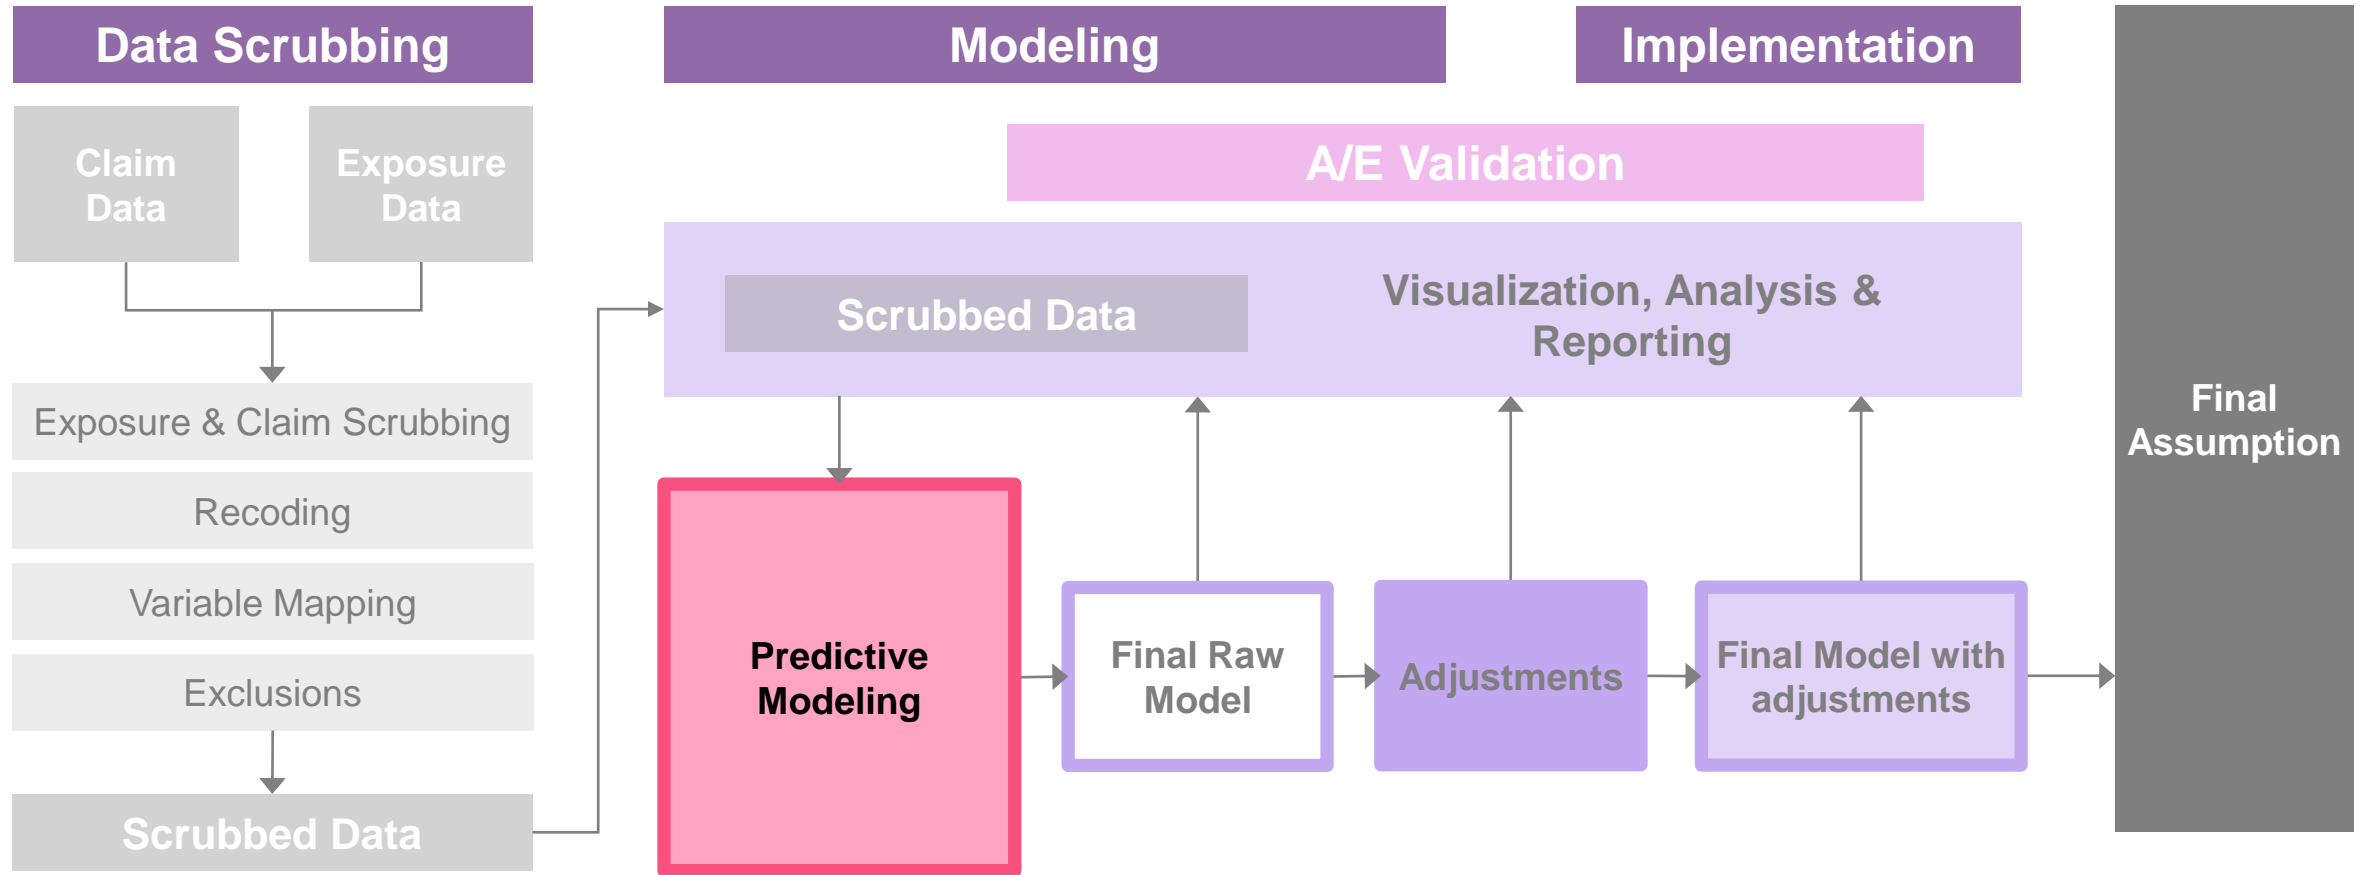 Data Scrubbing
Modeling
Implementation
Claim
Data
Exposure
Data
A/E Validation
Scrubbed Data
Visualization, Analysis &
Reporting
Exposure & Claim Scrubbing
Recoding
Variable Mapping
Exclusions
Scrubbed Data
Predictive
Modeling
Final Raw
Model
Adjustments
Final Model with
adjustments
Final
Assumption